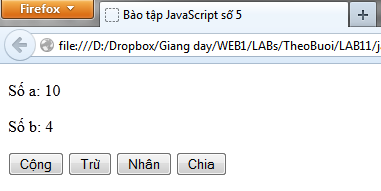 Firefox
Bào tập JavaScript số 5
file:///D:/Dropbox/Giang day/WEB1/LABs/TheoBuoi/LAB11/j
Số a: 10
Số b: 4
Cộng Trừ Nhân Chia